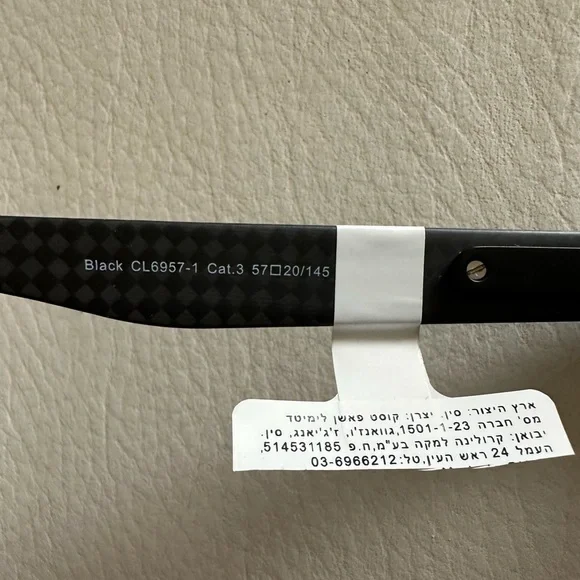 Black CL6957-1 Cat.3 57□20/145
ארץ היצור: סין. יצרן: קוסט פאשן לימיטד
מס' חברה 1501-1-23, גוואנז'ו, ז'ג'יאנג, סין.
יבואן: קרולינה למקה בע"מ,ח.פ 514531185,
העמל 24 ראש העין,טל:03-6966212